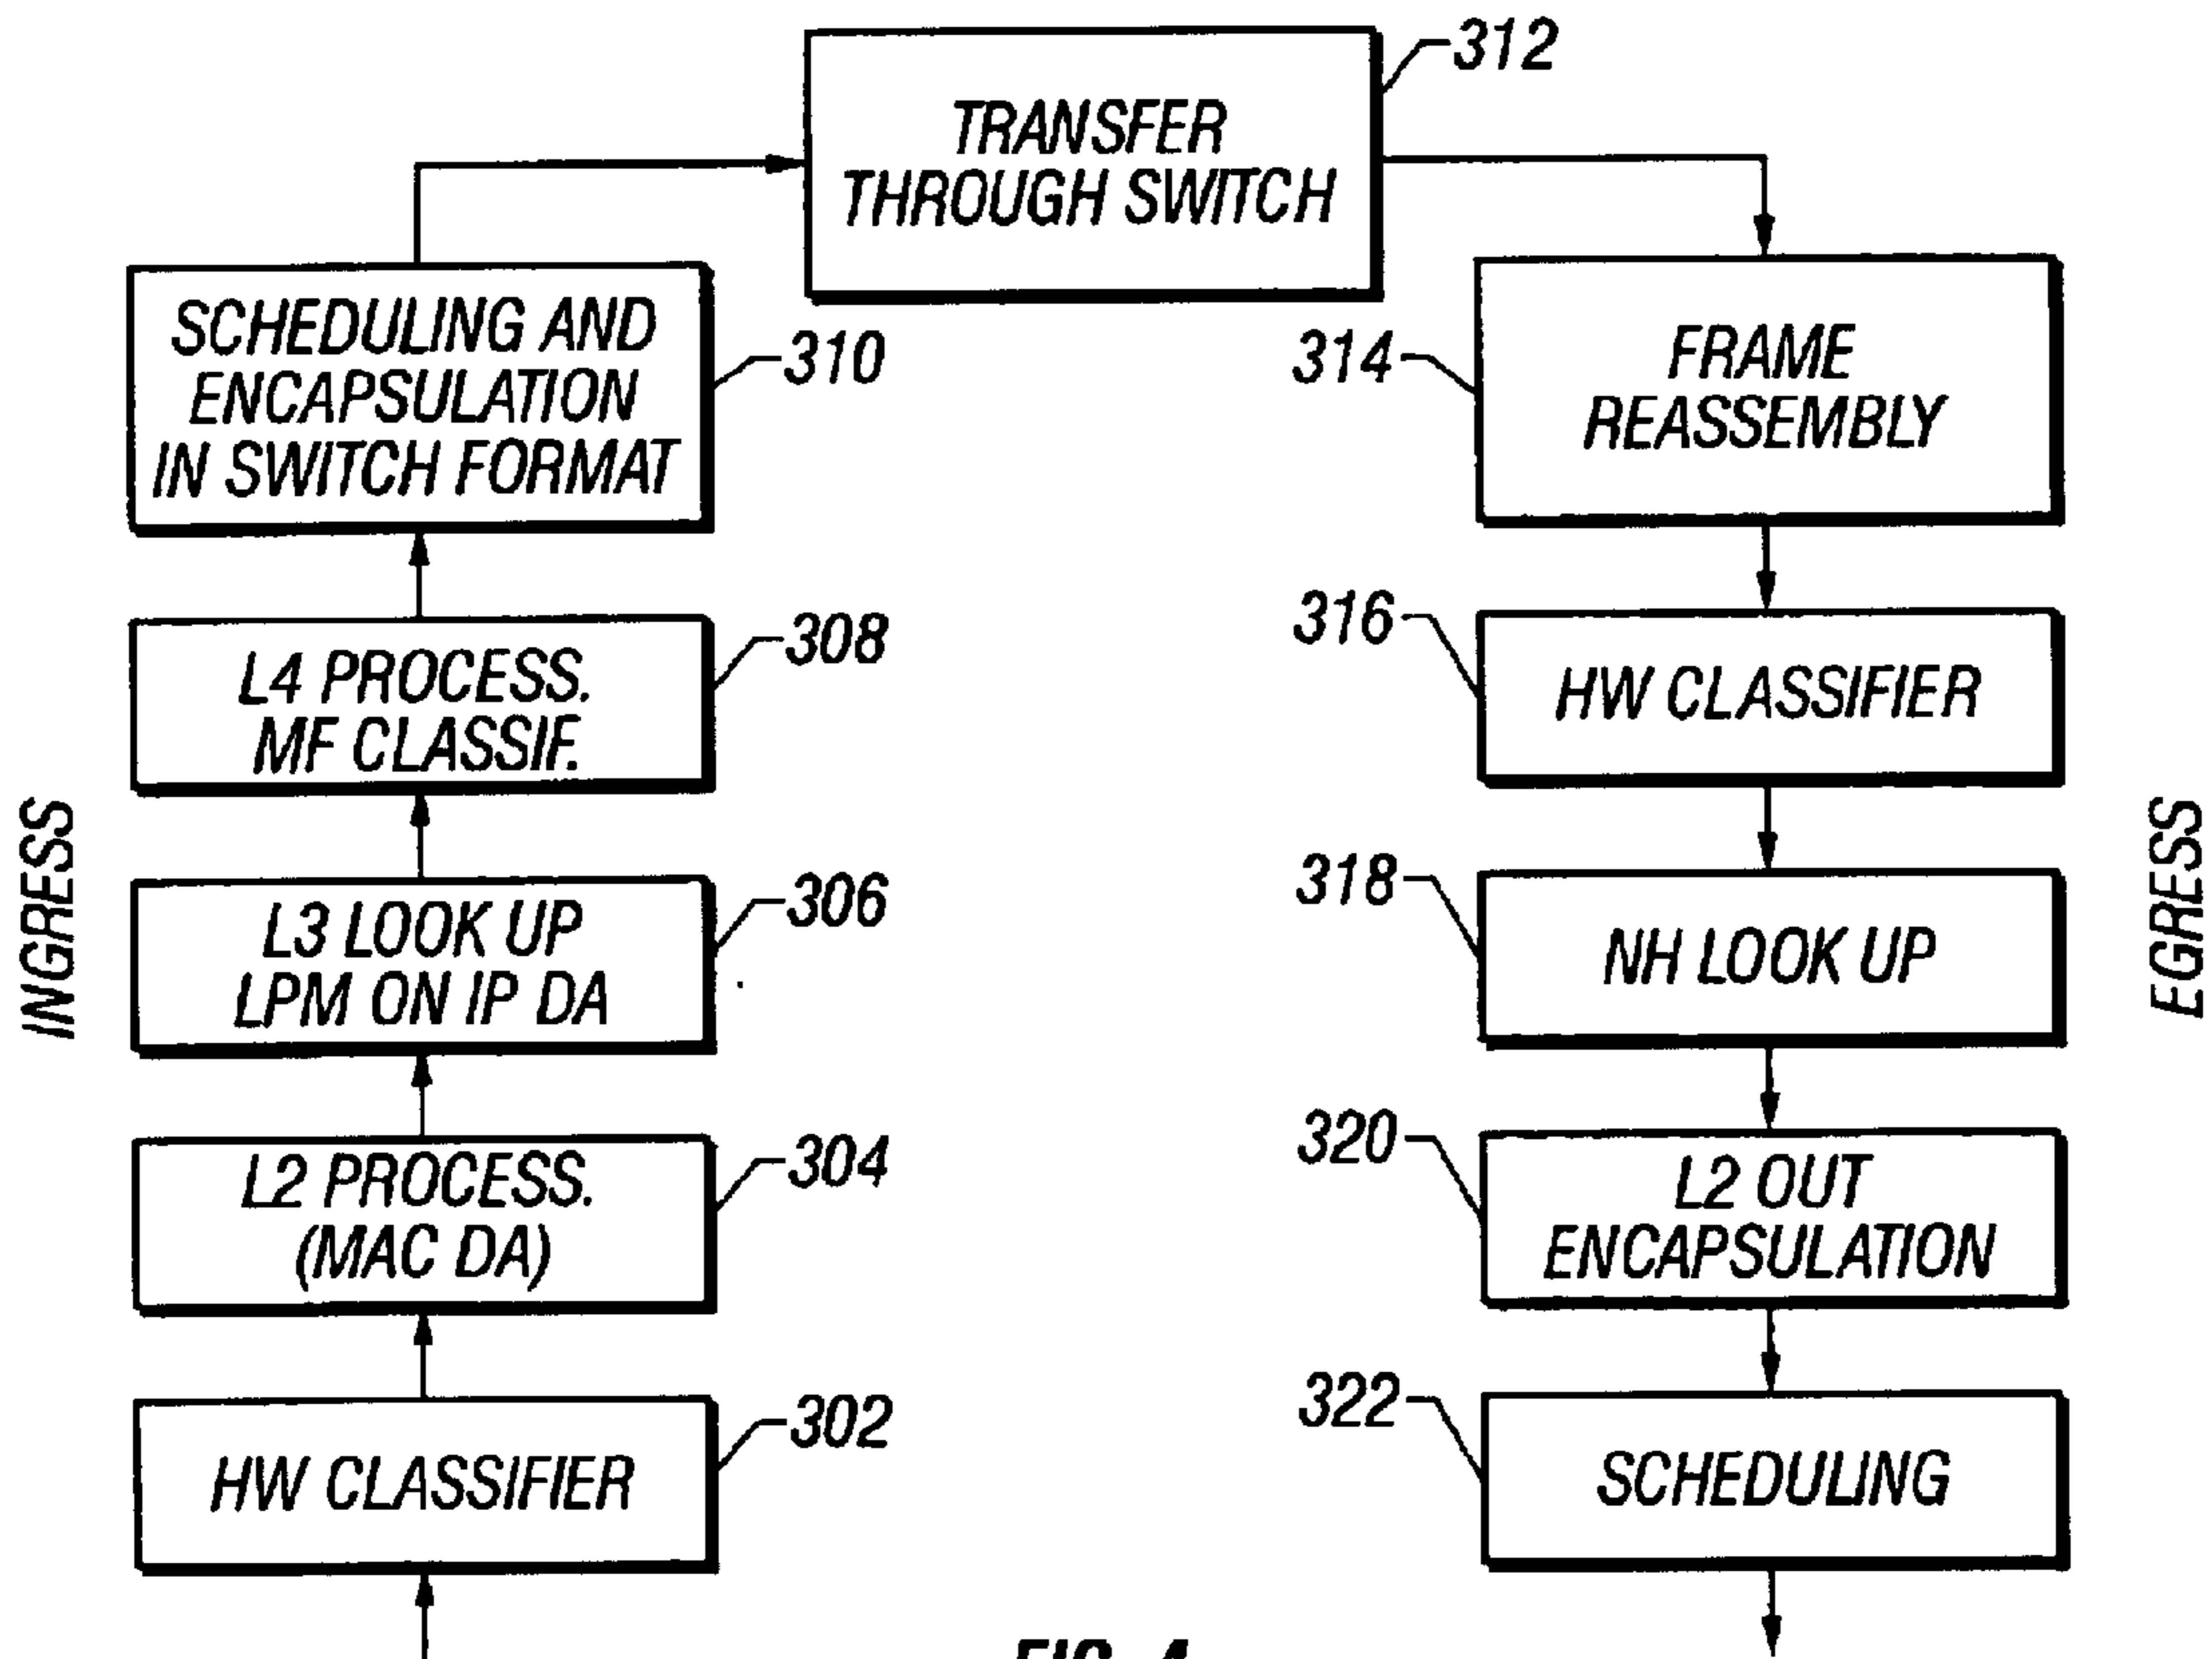 312
TRANSFER
THROUGH SWITCH
SCHEDULING AND
ENCAPSULATION
IN SWITCH FORMAT
310
314
FRAME
REASSEMBLY
L4 PROCESS.
MF CLASSIF.
308
316
HW CLASSIFIER
INGRESS
L3 LOOK UP
LPM ON IP DA
306
318
NH LOOK UP
EGRESS
L2 PROCESS.
(MAC DA)
304
320
L2 OUT
ENCAPSULATION
HW CLASSIFIER
302
322
SCHEDULING